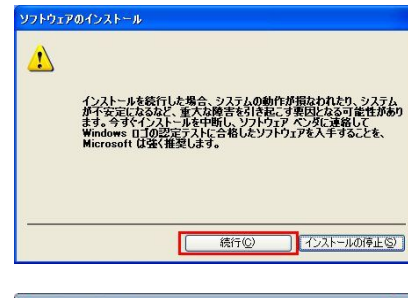 ソフトウェアのインストール
インストールを続行した場合、システムの動作が損なわれたり、システム
が不安定になるなど、重大な障害を引き起こす要因となる可能性があり
ます。今すぐインストールを中断し、ソフトウェア ベンダに連絡して
Windows ロゴの認定テストに合格したソフトウェアを入手することを、
Microsoft は強く推奨します。
続行(C) インストールの停止(S)